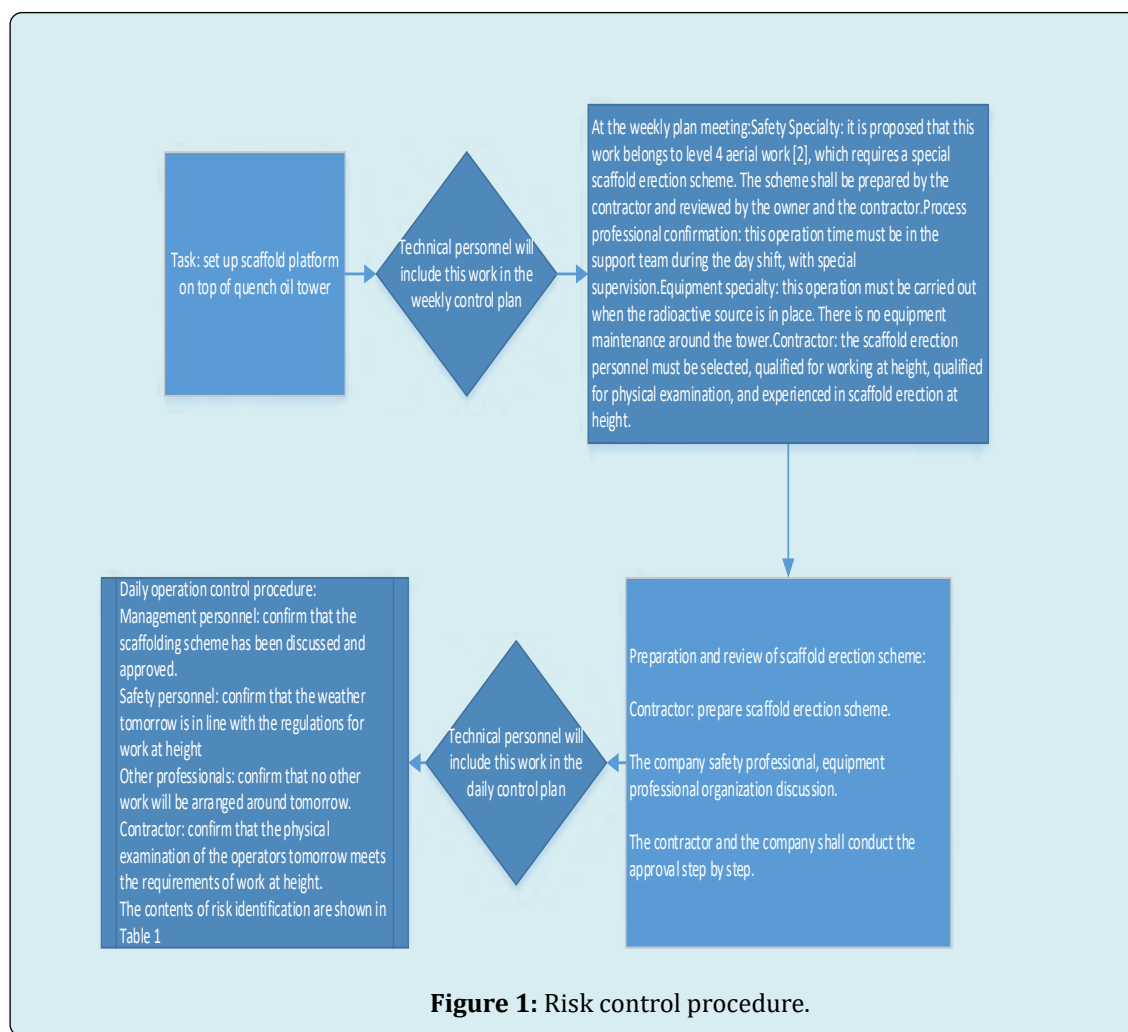 Task: set up scaffold platform
on top of quench oil tower
Technical personnel will
include this work in the
weekly control plan
At the weekly plan meeting:Safety Specialty: it is proposed that this
work belongs to level 4 aerial work [2], which requires a special
scaffold erection scheme. The scheme shall be prepared by the
contractor and reviewed by the owner and the contractor.Process
professional confirmation: this operation time must be in the
support team during the day shift, with special
supervision.Equipment specialty: this operation must be carried out
when the radioactive source is in place. There is no equipment
maintenance around the tower.Contractor: the scaffold erection
personnel must be selected, qualified for working at height, qualified
for physical examination, and experienced in scaffold erection at
height.
Preparation and review of scaffold erection scheme:
Contractor: prepare scaffold erection scheme.
The company safety professional, equipment
professional organization discussion.
The contractor and the company shall conduct the
approval step by step.
Technical personnel will
include this work in the
daily control plan
Daily operation control procedure:
Management personnel: confirm that the
scaffolding scheme has been discussed and
approved.
Safety personnel: confirm that the weather
tomorrow is in line with the regulations for
work at height
Other professionals: confirm that no other
work will be arranged around tomorrow.
Contractor: confirm that the physical
examination of the operators tomorrow meets
the requirements of work at height.
The contents of risk identification are shown in
Table 1
Figure 1: Risk control procedure.